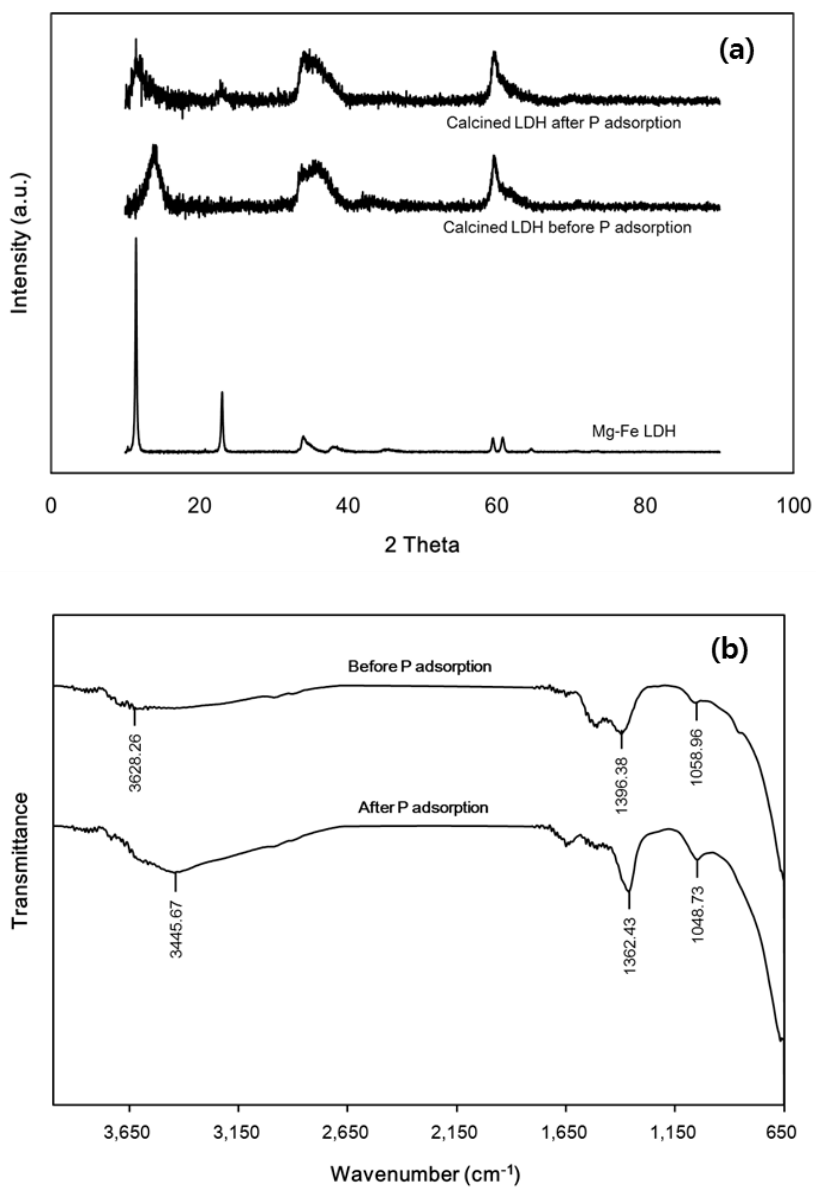 (a)
Calcined LDH after P adsorption
Calcined LDH before P adsorption
Mg-Fe LDH
Intensity (a.u.)
0 20 40 60 80 100
2 Theta
(b)
Before P adsorption
3628.26
1396.38
1058.96
After P adsorption
3445.67
1362.43
1048.73
Transmittance
3,650 3,150 2,650 2,150 1,650 1,150 650
Wavenumber (cm⁻¹)